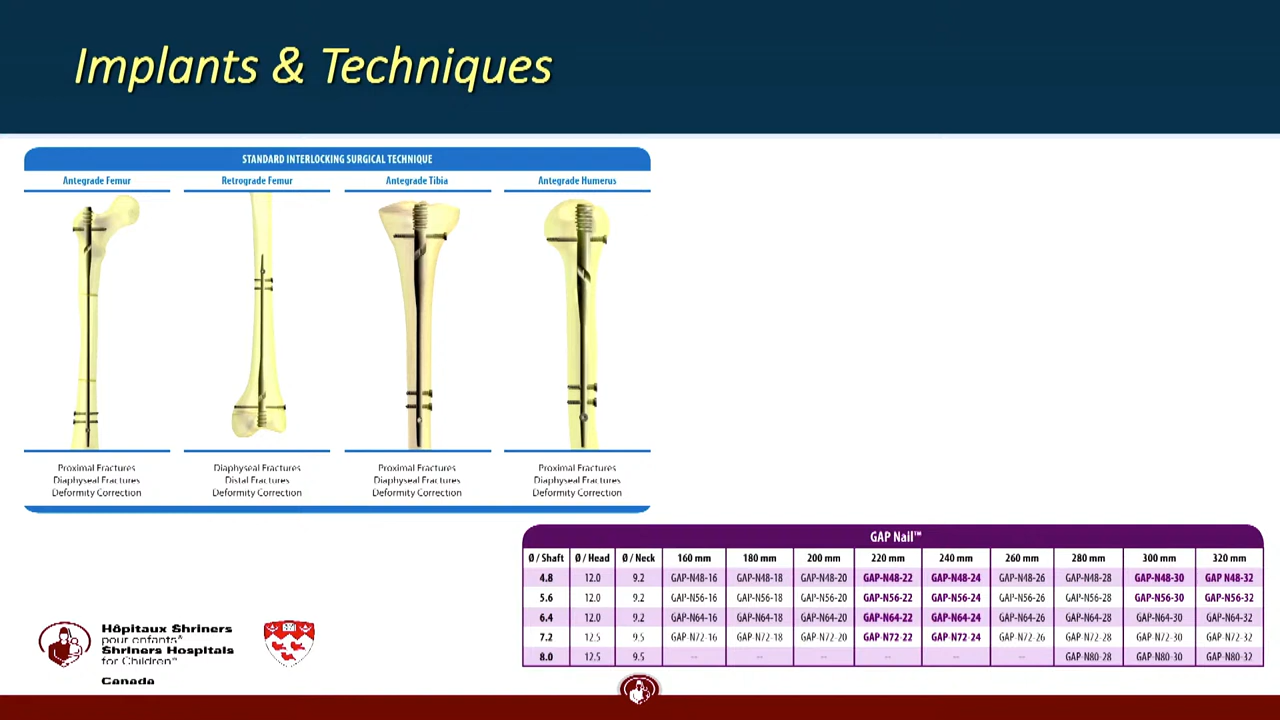 Implants & Techniques
STANDARD INTERLOCKING SURGICAL TECHNIQUE
Antegrade Femur Retrograde Femur Antegrade Tibia Antegrade Humerus
Proximal Fractures Diaphyseal Fractures Proximal Fractures Proximal Fractures
Diaphyseal Fractures Distal Fractures Diaphyseal Fractures Diaphyseal Fractures
Deformity Correction Deformity Correction Deformity Correction Deformity Correction
GAP Nail™
Ø / Shaft Ø / Head Ø / Neck 160 mm 180 mm 200 mm 220 mm 240 mm 260 mm 280 mm 300 mm 320 mm
4.8 12.0 9.2 GAP-N48-16 GAP-N48-18 GAP-N48-20 GAP-N48-22 GAP-N48-24 GAP-N48-26 GAP-N48-28 GAP-N48-30 GAP N48-32
5.6 12.0 9.2 GAP-N56-16 GAP-N56-18 GAP-N56-20 GAP-N56-22 GAP-N56-24 GAP-N56-26 GAP-N56-28 GAP-N56-30 GAP-N56-32
6.4 12.0 9.2 GAP-N64-16 GAP-N64-18 GAP-N64-20 GAP-N64-22 GAP-N64-24 GAP-N64-26 GAP-N64-28 GAP-N64-30 GAP-N64-32
7.2 12.5 9.5 GAP-N72-16 GAP-N72-18 GAP-N72-20 GAP N72-22 GAP-N72-24 GAP-N72-26 GAP-N72-28 GAP-N72-30 GAP-N72-32
8.0 12.5 9.5 -- -- -- -- -- -- GAP-N80-28 GAP-N80-30 GAP-N80-32
Hôpitaux Shriners
pour enfants
Shriners Hospitals
for Children™
Canada